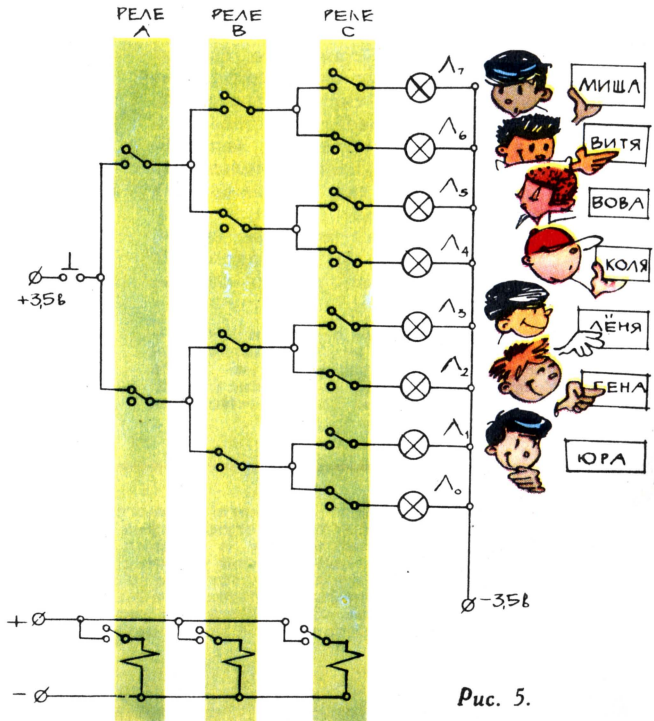 РЕЛЕ А
РЕЛЕ В
РЕЛЕ С
Л₇
МИША
Л₆
ВИТЯ
Л₅
ВОВА
Л₄
КОЛЯ
+3,5в
Л₃
ЛЁНЯ
Л₂
ГЕНА
Л₁
ЮРА
Л₀
−3,5в
+
−
Рис. 5.